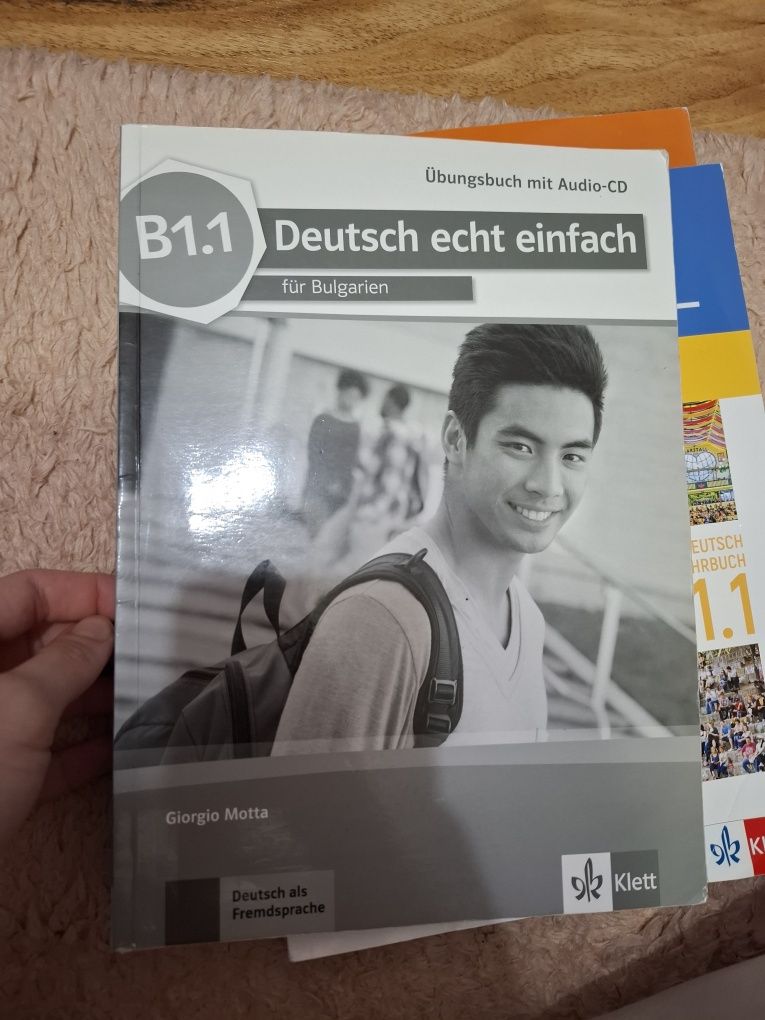 Übungsbuch mit Audio-CD
B1.1
Deutsch echt einfach
für Bulgarien
Giorgio Motta
Deutsch als
Fremdsprache
Klett
EUTSCH
HRBUCH
1.1